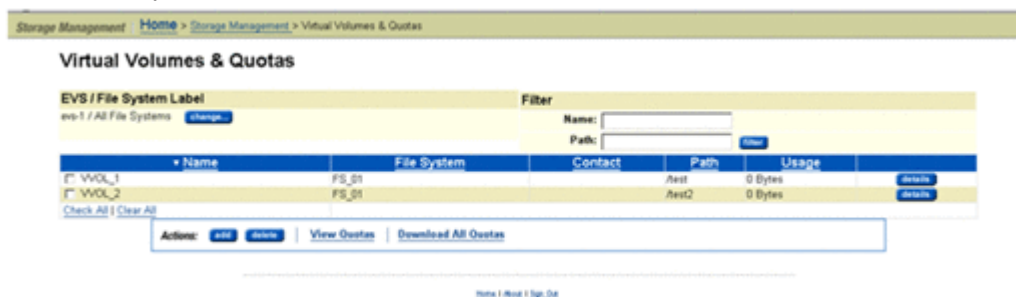 Storage Management Home > Storage Management > Virtual Volumes & Quotas
Virtual Volumes & Quotas
EVS / File System Label Filter
evs-1 / All File Systems change... Name:
Path: filter
▾ Name File System Contact Path Usage
VVOL_1 FS_01 /test 0 Bytes details
VVOL_2 FS_01 /test2 0 Bytes details
Check All | Clear All
Actions: add delete | View Quotas | Download All Quotas
Home | About | Sign Out